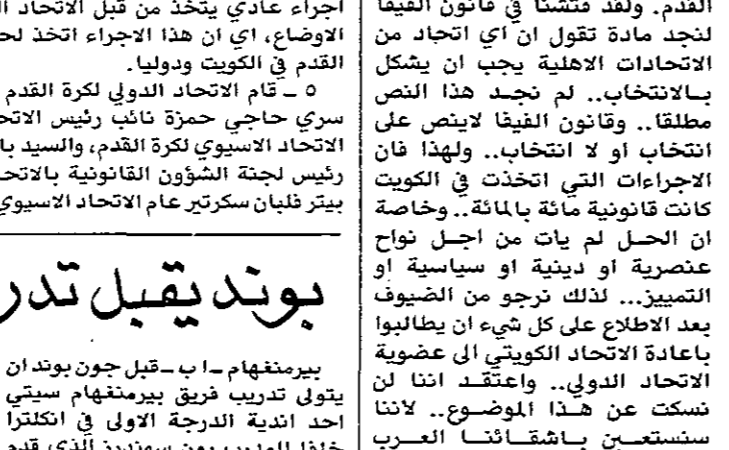 القدم. ولقد فتشنا في قانون الفيفا
لنجد مادة تقول ان اي اتحاد من
الاتحادات الاهلية يجب ان يشكل
بالانتخاب.. لم نجد هذا النص
مطلقا.. وقانون الفيفا لاينص على
انتخاب او لا انتخاب.. ولهذا فان
الاجراءات التي اتخذت في الكويت
كانت قانونية مائة بالمائة.. وخاصة
ان الحل لم يات من اجل نواح
عنصرية او دينية او سياسية او
التمييز... لذلك نرجو من الضيوف
بعد الاطلاع على كل شيء ان يطالبوا
باعادة الاتحاد الكويتي الى عضوية
الاتحاد الدولي.. واعتقد اننا لن
نسكت عن هذا الموضوع.. لاننا
سنستعين باشقائنا العرب
اجراء عادي يتخذ من قبل الاتحاد
الاوضاع، اي ان هذا الاجراء اتخذ
القدم في الكويت ودوليا.
٥ ـ قام الاتحاد الدولي لكرة القدم
سري حاجي حمزة نائب رئيس
الاتحاد الاسيوي لكرة القدم، والسيد
رئيس لجنة الشؤون القانونية
بيتر فلبان سكرتير عام الاتحاد الاسيوي
بوند يقبل
بيرمنغهام ـ ا ب ـ قبل جون بوند ان
يتولى تدريب فريق بيرمنغهام سيتي
احد اندية الدرجة الاولى في انكلترا